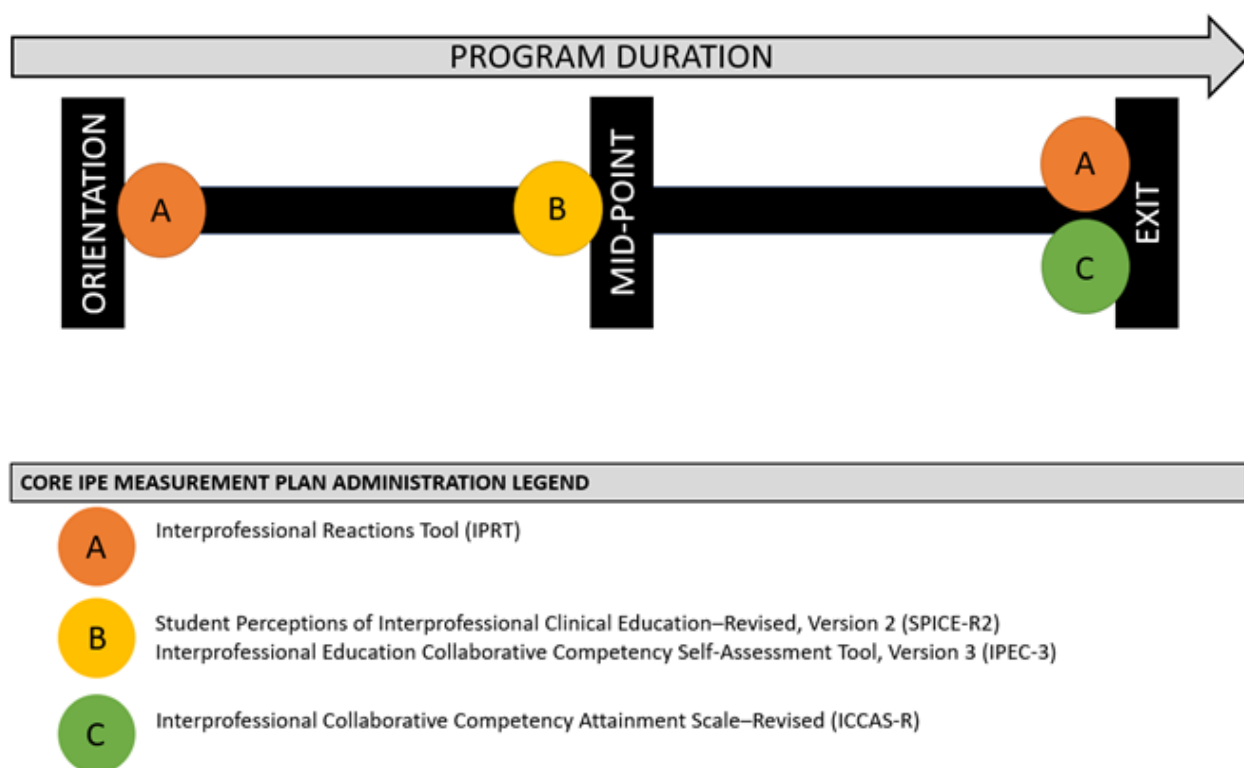 PROGRAM DURATION
ORIENTATION
A
B
MID-POINT
A
C
EXIT
CORE IPE MEASUREMENT PLAN ADMINISTRATION LEGEND
A
Interprofessional Reactions Tool (IPRT)
B
Student Perceptions of Interprofessional Clinical Education–Revised, Version 2 (SPICE-R2)
Interprofessional Education Collaborative Competency Self-Assessment Tool, Version 3 (IPEC-3)
C
Interprofessional Collaborative Competency Attainment Scale–Revised (ICCAS-R)